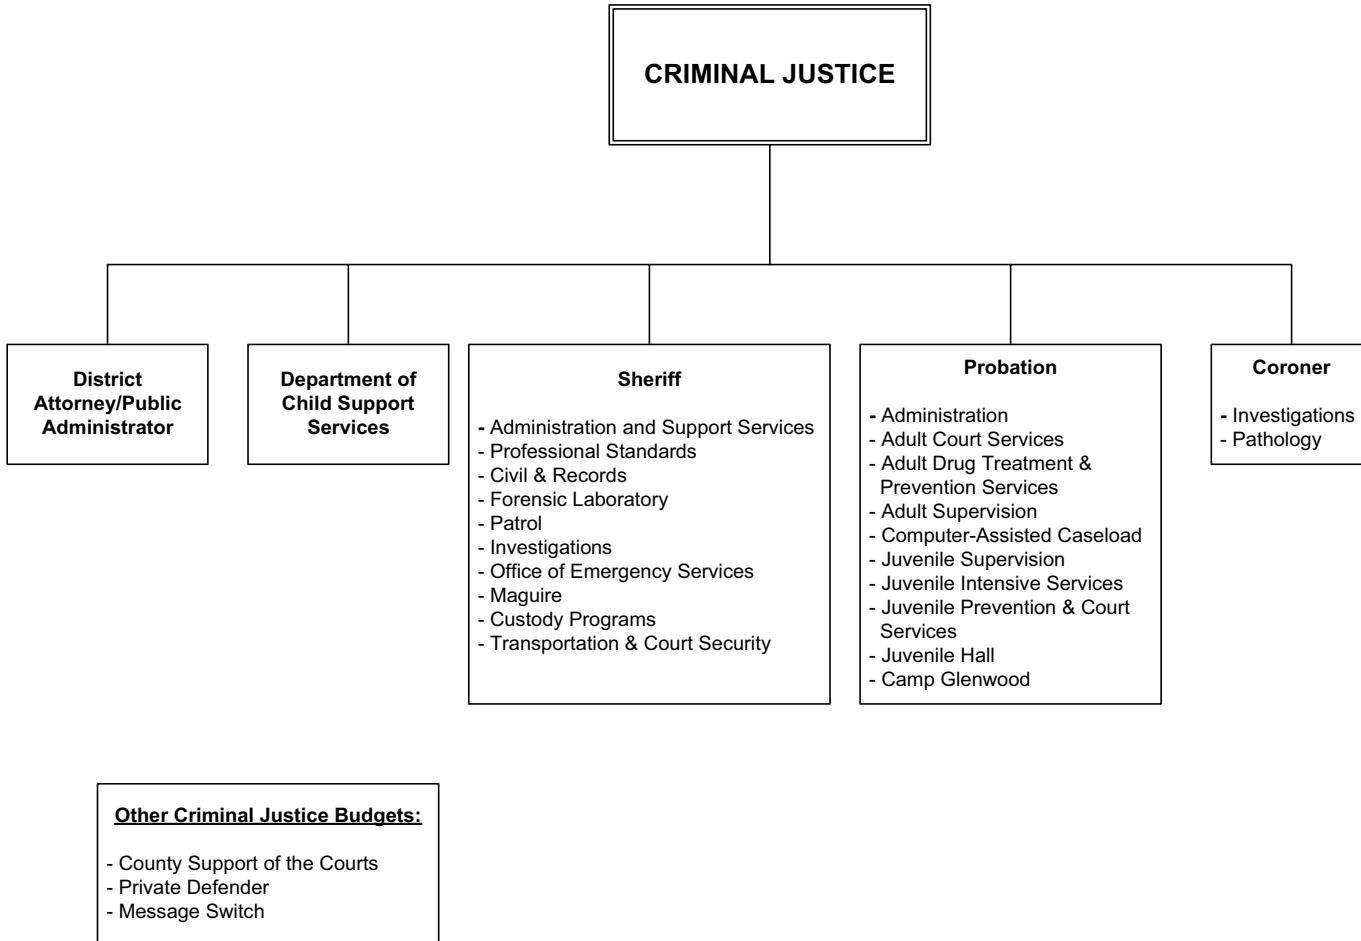 CRIMINAL JUSTICE
District
Attorney/Public
Administrator
Department of
Child Support
Services
Sheriff
- Administration and Support Services
- Professional Standards
- Civil & Records
- Forensic Laboratory
- Patrol
- Investigations
- Office of Emergency Services
- Maguire
- Custody Programs
- Transportation & Court Security
Probation
- Administration
- Adult Court Services
- Adult Drug Treatment &
Prevention Services
- Adult Supervision
- Computer-Assisted Caseload
- Juvenile Supervision
- Juvenile Intensive Services
- Juvenile Prevention & Court
Services
- Juvenile Hall
- Camp Glenwood
Coroner
- Investigations
- Pathology
Other Criminal Justice Budgets:
- County Support of the Courts
- Private Defender
- Message Switch